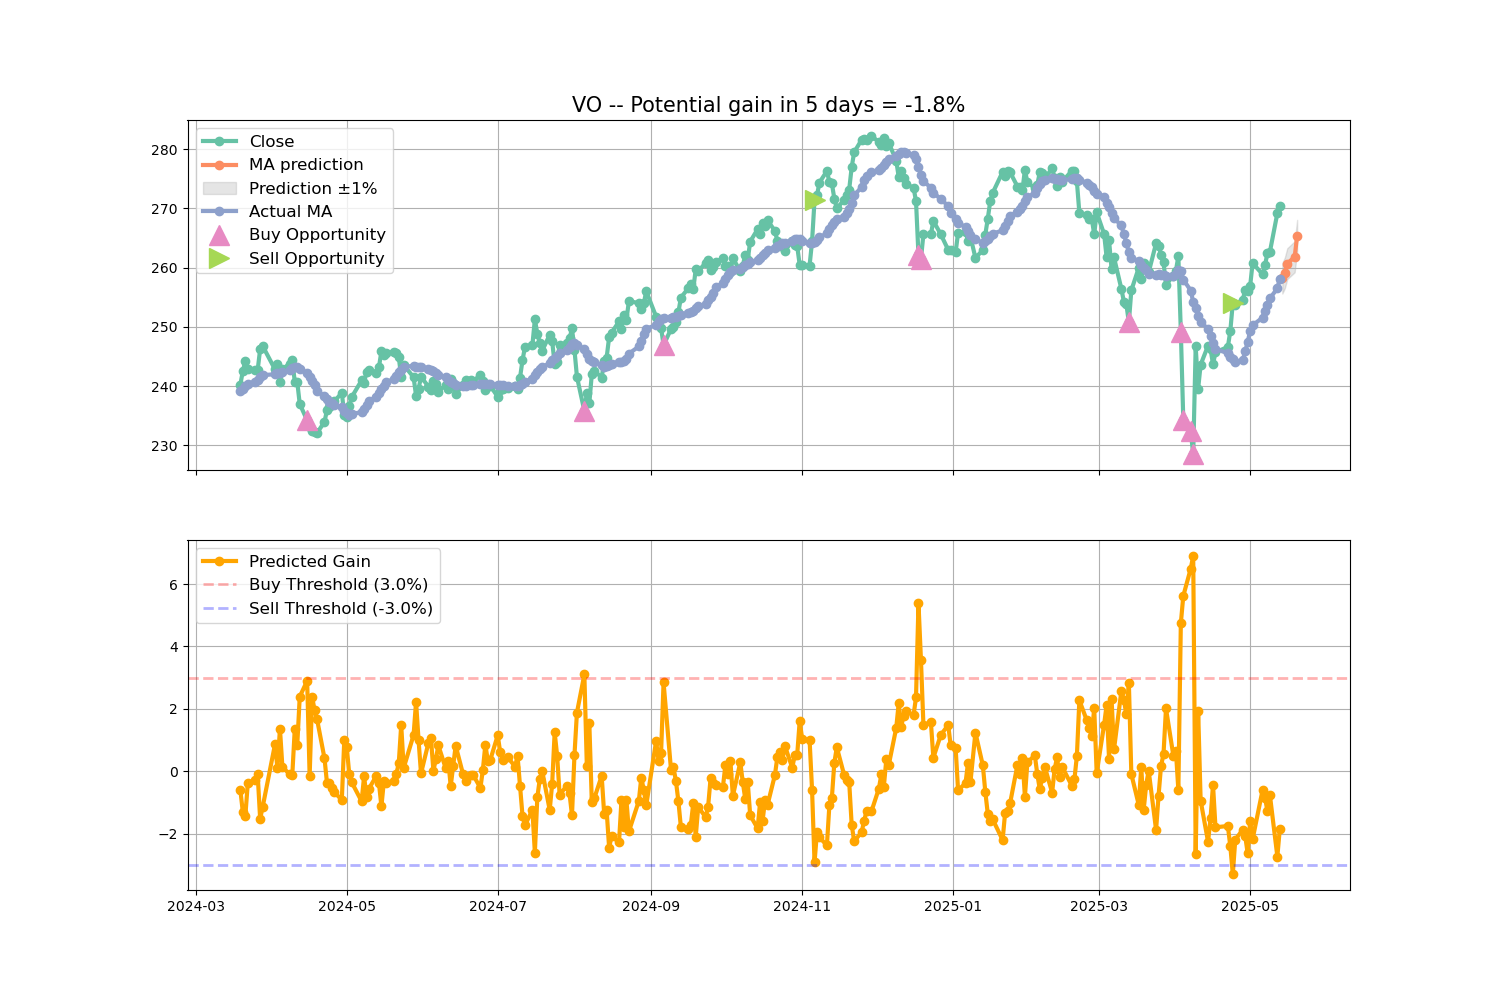 VO -- Potential gain in 5 days = -1.8%
Close
MA prediction
Prediction ±1%
Actual MA
Buy Opportunity
Sell Opportunity
280
270
260
250
240
230
Predicted Gain
Buy Threshold (3.0%)
Sell Threshold (-3.0%)
6
4
2
0
−2
2024-03 2024-05 2024-07 2024-09 2024-11 2025-01 2025-03 2025-05